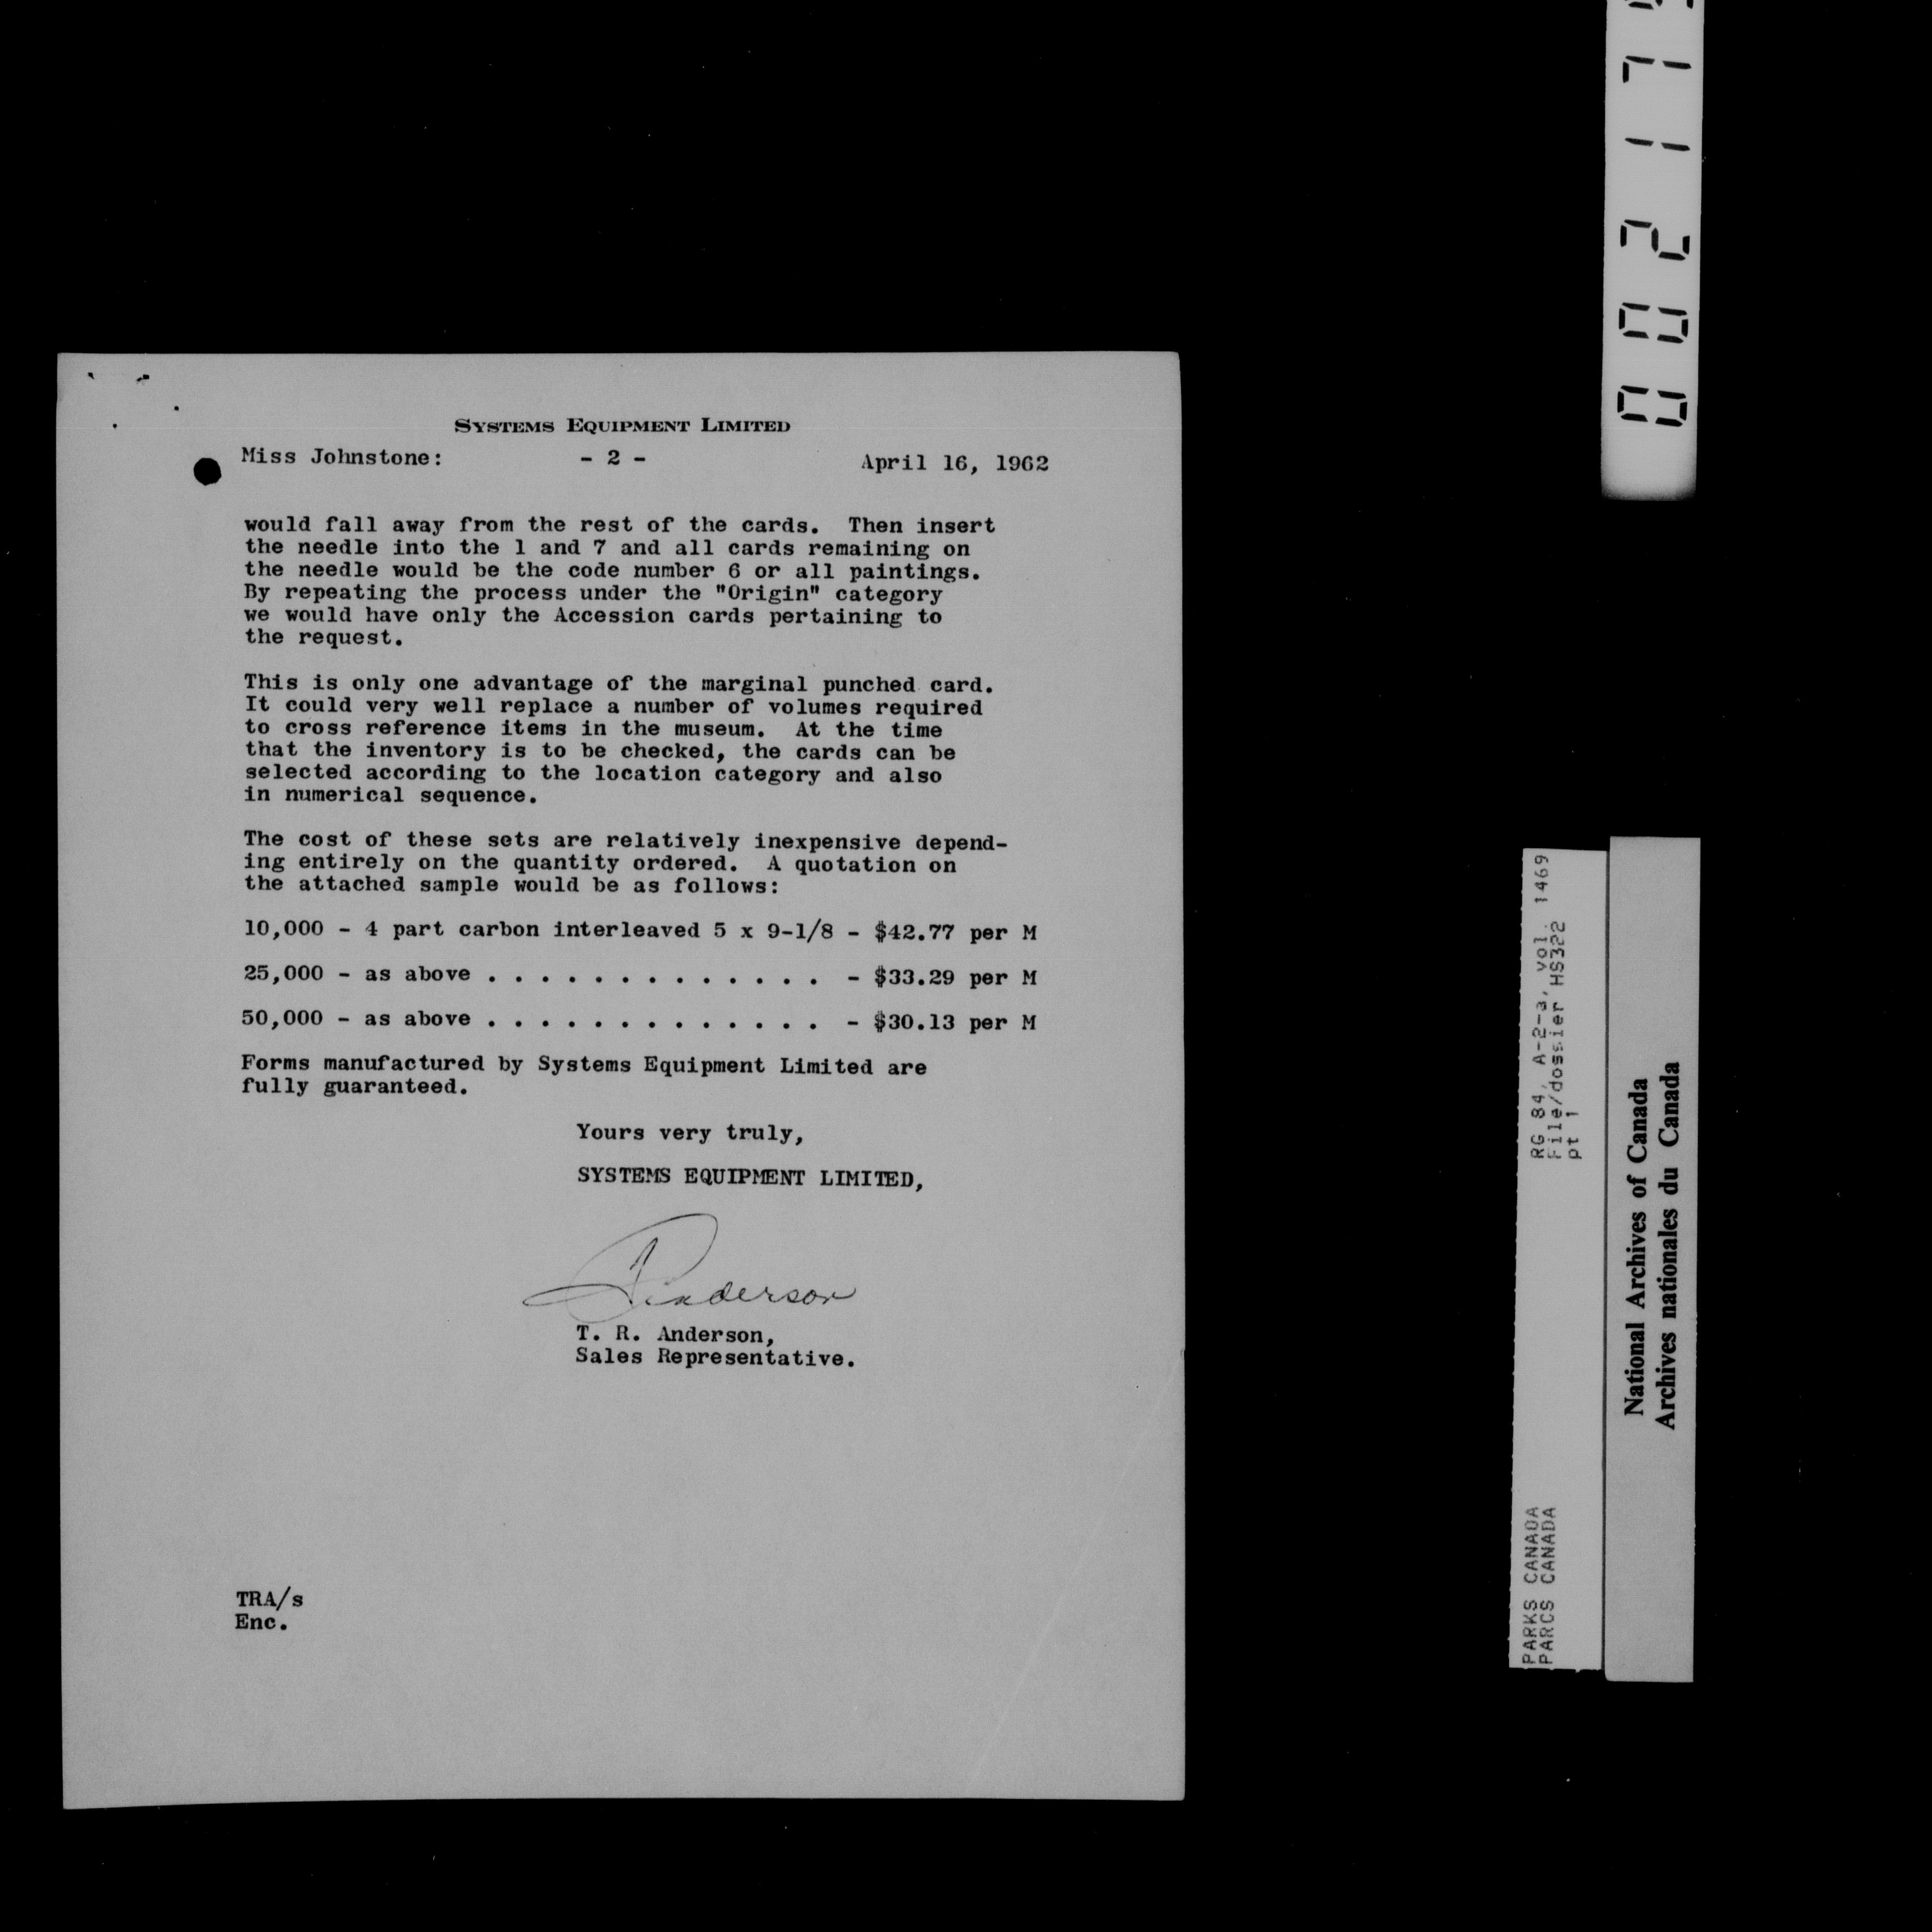 SYSTEMS EQUIPMENT LIMITED
Miss Johnstone: - 2 - April 16, 1962
would fall away from the rest of the cards. Then insert
the needle into the 1 and 7 and all cards remaining on
the needle would be the code number 6 or all paintings.
By repeating the process under the "Origin" category
we would have only the Accession cards pertaining to
the request.
This is only one advantage of the marginal punched card.
It could very well replace a number of volumes required
to cross reference items in the museum. At the time
that the inventory is to be checked, the cards can be
selected according to the location category and also
in numerical sequence.
The cost of these sets are relatively inexpensive depend-
ing entirely on the quantity ordered. A quotation on
the attached sample would be as follows:
10,000 - 4 part carbon interleaved 5 x 9-1/8 - $42.77 per M
25,000 - as above . . . . . . . . . . . . . - $33.29 per M
50,000 - as above . . . . . . . . . . . . . - $30.13 per M
Forms manufactured by Systems Equipment Limited are
fully guaranteed.
Yours very truly,
SYSTEMS EQUIPMENT LIMITED,
Anderson
T. R. Anderson,
Sales Representative.
TRA/s
Enc.
PARKS CANADA RG 84, A-2-a, vol. 1469
PARCS CANADA File/dossier HS322
pt 1
National Archives of Canada
Archives nationales du Canada